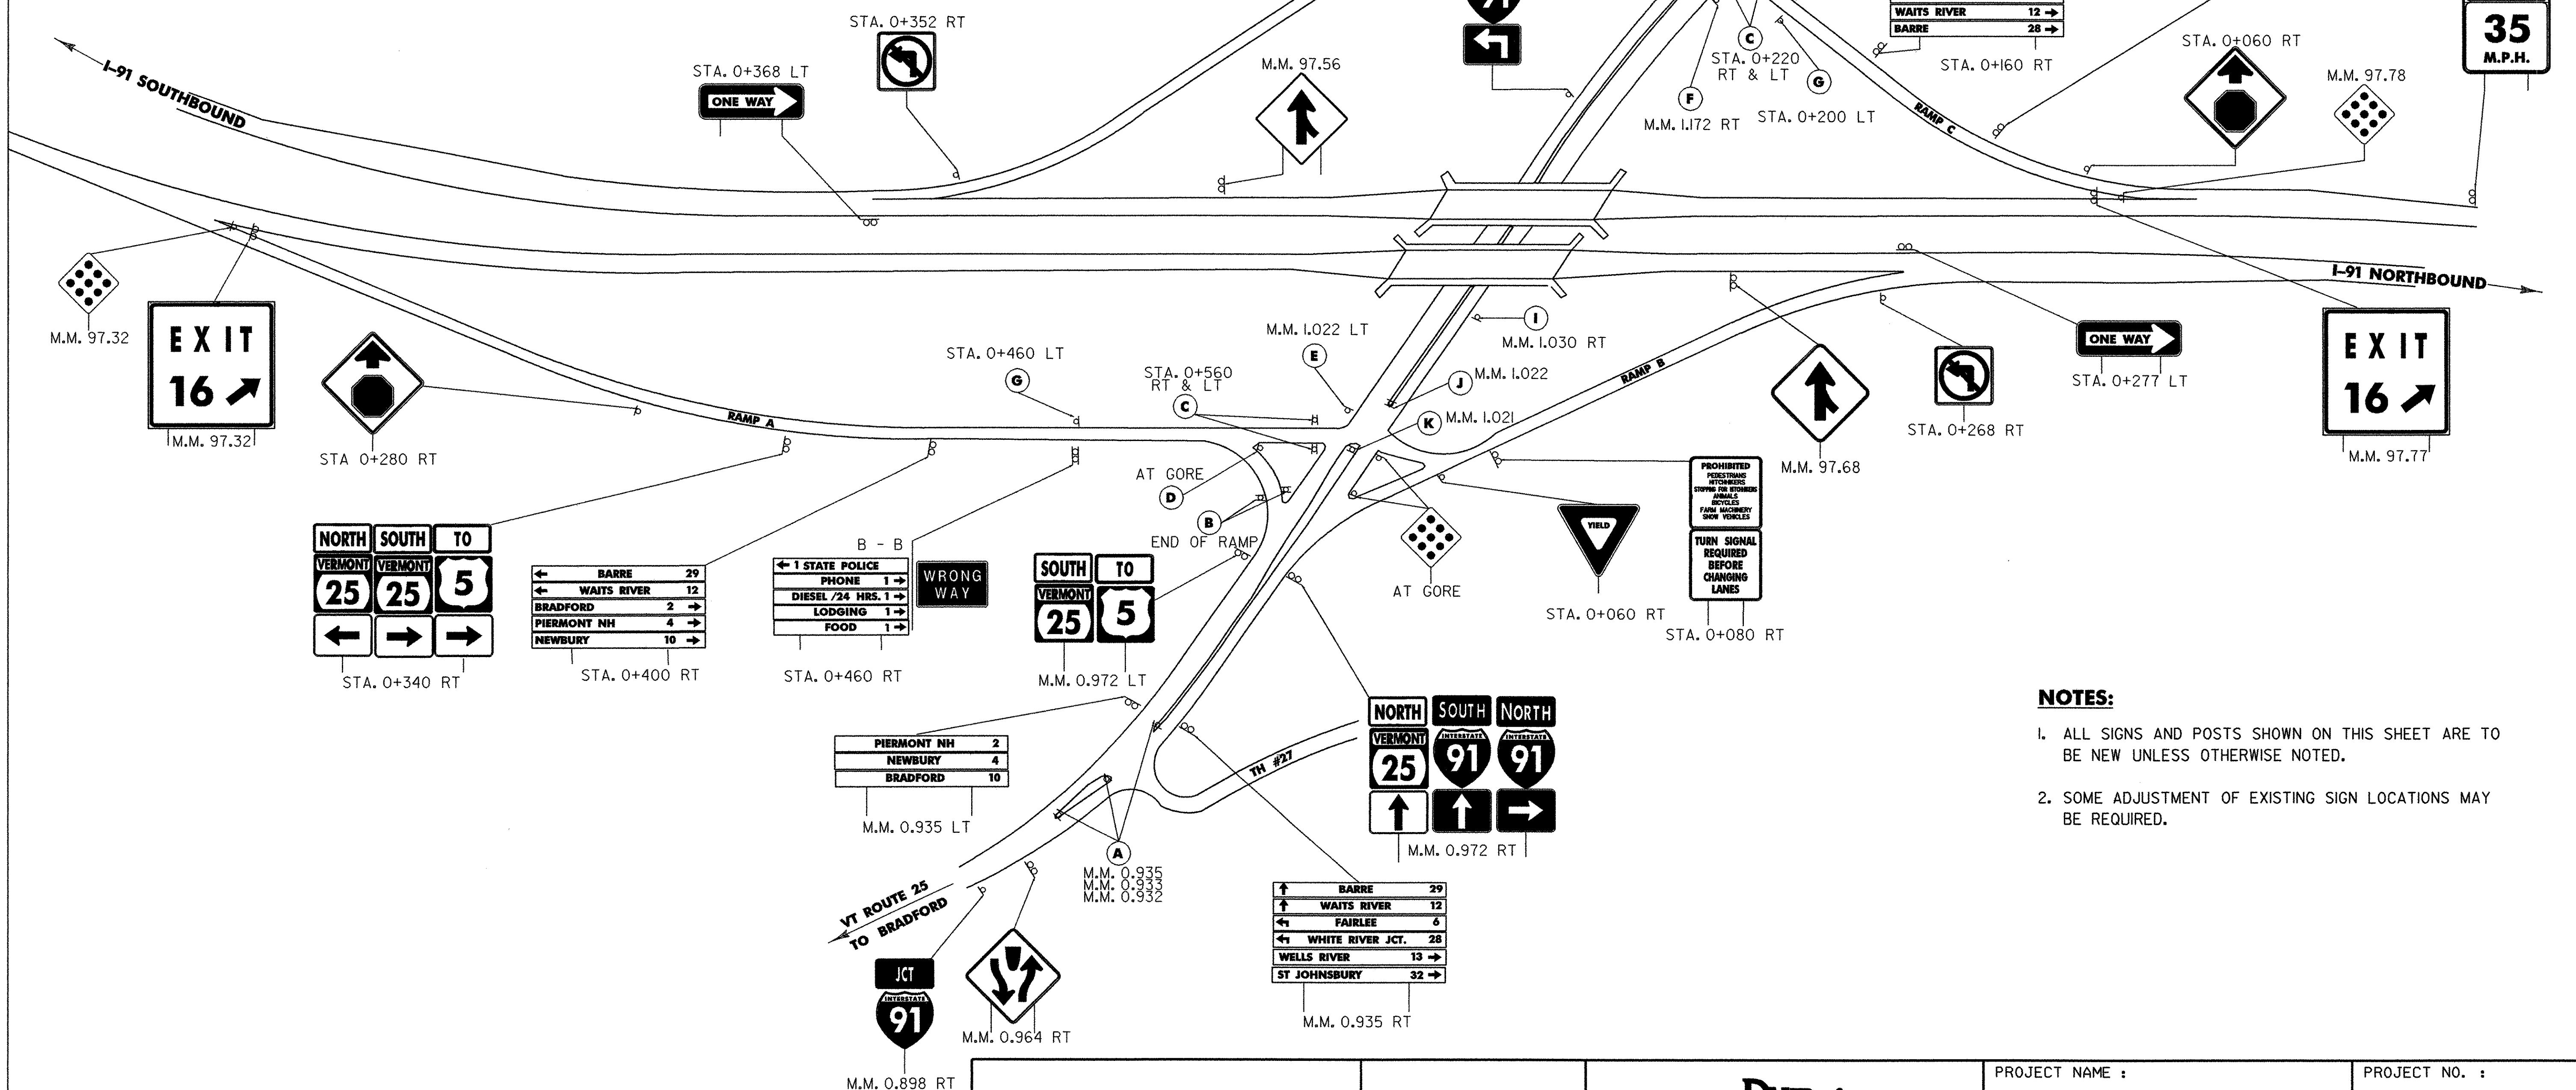 STA. 0+352 RT
STA. 0+368 LT
ONE WAY
I-91 SOUTHBOUND
M.M. 97.56
91
C
STA. 0+220
RT & LT
F
M.M. 1.172 RT
G
STA. 0+200 LT
WAITS RIVER 12 →
BARRE 28 →
STA. 0+160 RT
RAMP C
STA. 0+060 RT
M.M. 97.78
35
M.P.H.
I-91 NORTHBOUND
M.M. 97.32
EXIT
16
M.M. 97.32
STA 0+280 RT
RAMP A
STA. 0+460 LT
G
STA. 0+560
RT & LT
C
M.M. 1.022 LT
E
I
M.M. 1.030 RT
J
M.M. 1.022
K
M.M. 1.021
RAMP B
ONE WAY
STA. 0+277 LT
STA. 0+268 RT
M.M. 97.68
EXIT
16
M.M. 97.77
AT GORE
D
B
END OF RAMP
AT GORE
YIELD
STA. 0+060 RT
PROHIBITED
PEDESTRIANS
HITCHHIKERS
STOPPING FOR HITCHHIKERS
ANIMALS
BICYCLES
FARM MACHINERY
SNOW VEHICLES
TURN SIGNAL
REQUIRED
BEFORE
CHANGING
LANES
STA. 0+080 RT
NORTH SOUTH TO
VERMONT VERMONT
25 25 5
STA. 0+340 RT
← BARRE 29
← WAITS RIVER 12
BRADFORD 2 →
PIERMONT NH 4 →
NEWBURY 10 →
STA. 0+400 RT
B - B
← 1 STATE POLICE
PHONE 1 →
DIESEL /24 HRS. 1 →
LODGING 1 →
FOOD 1 →
STA. 0+460 RT
WRONG
WAY
SOUTH TO
VERMONT
25 5
M.M. 0.972 LT
PIERMONT NH 2
NEWBURY 4
BRADFORD 10
M.M. 0.935 LT
TH #27
NORTH SOUTH NORTH
VERMONT INTERSTATE INTERSTATE
25 91 91
M.M. 0.972 RT
A
M.M. 0.935
M.M. 0.933
M.M. 0.932
VT ROUTE 25
TO BRADFORD
JCT
INTERSTATE
91
M.M. 0.898 RT
M.M. 0.964 RT
↑ BARRE 29
↑ WAITS RIVER 12
↰ FAIRLEE 6
↰ WHITE RIVER JCT. 28
WELLS RIVER 13 →
ST JOHNSBURY 32 →
M.M. 0.935 RT
NOTES:
1. ALL SIGNS AND POSTS SHOWN ON THIS SHEET ARE TO
BE NEW UNLESS OTHERWISE NOTED.
2. SOME ADJUSTMENT OF EXISTING SIGN LOCATIONS MAY
BE REQUIRED.
PROJECT NAME :
PROJECT NO. :